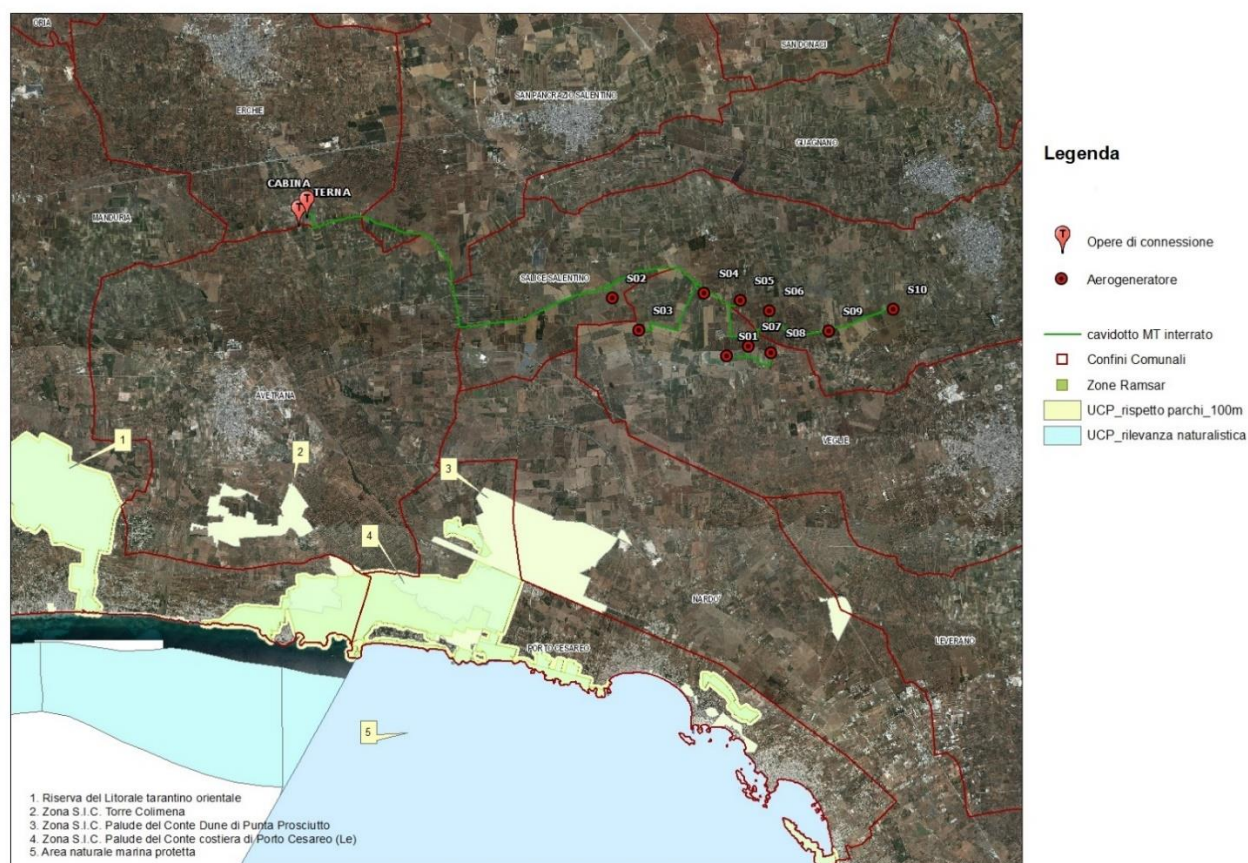 ORIA
SAN DONACI
ERCHIE
SAN PANCRAZIO SALENTINO
GUAGNANO
Legenda
CABINA
TERNA
T
T
MANDURIA
T
Opere di connessione
SALICE SALENTINO
S02
S04
S05
S06
S10
Aerogeneratore
S03
S09
S07
S08
S01
cavidotto MT interrato
Confini Comunali
Zone Ramsar
UCP_rispetto parchi_100m
UCP_rilevanza naturalistica
AVETRANA
VEGLIE
1
2
3
4
NARDO'
LEVERANO
PORTO CESAREO
5
1. Riserva del Litorale tarantino orientale
2. Zona S.I.C. Torre Colimena
3. Zona S.I.C. Palude del Conte Dune di Punta Prosciutto
4. Zona S.I.C. Palude del Conte costiera di Porto Cesareo (Le)
5. Area naturale marina protetta